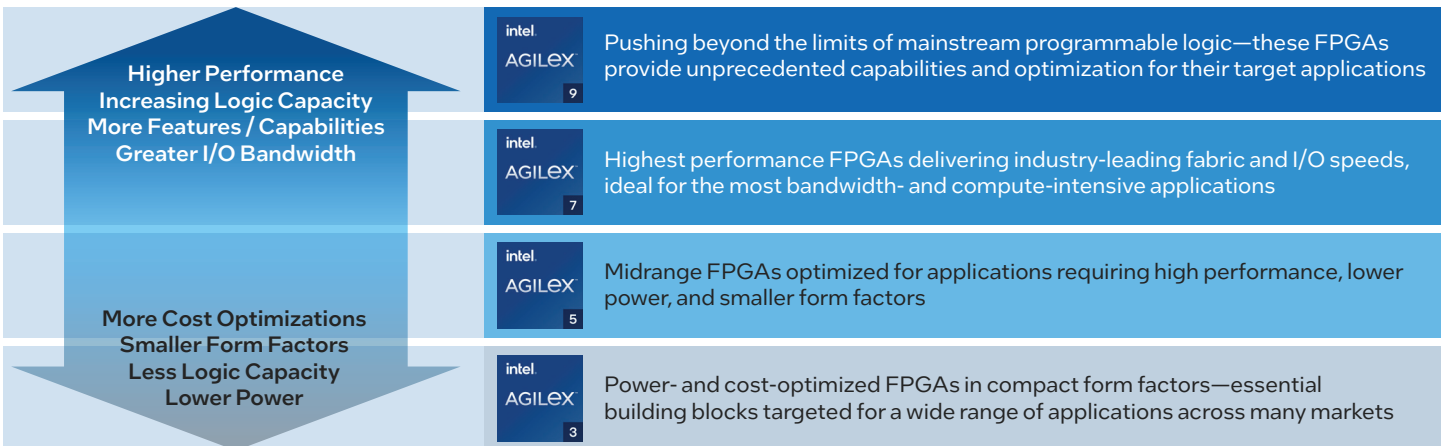 Higher Performance
Increasing Logic Capacity
More Features / Capabilities
Greater I/O Bandwidth
More Cost Optimizations
Smaller Form Factors
Less Logic Capacity
Lower Power
intel.
AGILEX™
9
Pushing beyond the limits of mainstream programmable logic—these FPGAs
provide unprecedented capabilities and optimization for their target applications
intel.
AGILEX™
7
Highest performance FPGAs delivering industry-leading fabric and I/O speeds,
ideal for the most bandwidth- and compute-intensive applications
intel.
AGILEX™
5
Midrange FPGAs optimized for applications requiring high performance, lower
power, and smaller form factors
intel.
AGILEX™
3
Power- and cost-optimized FPGAs in compact form factors—essential
building blocks targeted for a wide range of applications across many markets